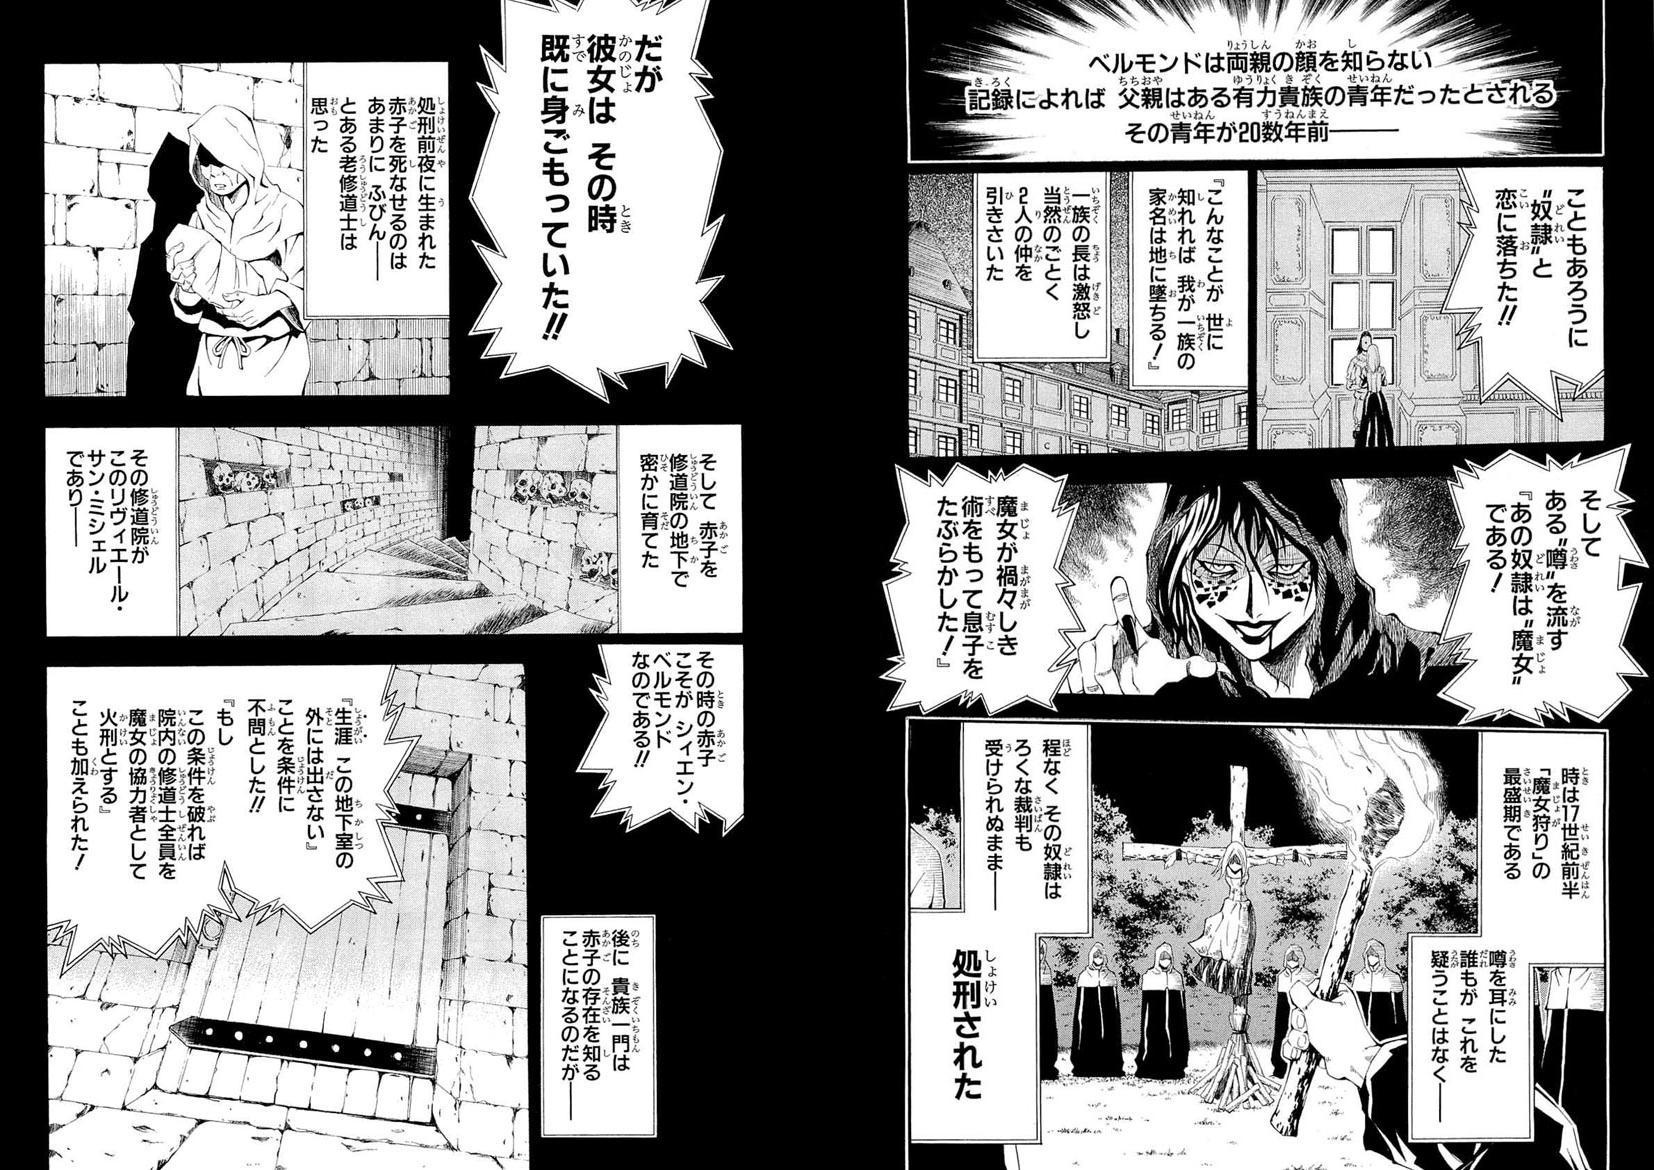 ベルモンドは両親の顔を知らない
記録によれば 父親はある有力貴族の青年だったとされる
その青年が20数年前――
こともあろうに
"奴隷"と
恋に落ちた!!
『こんなことが 世に
知れれば 我が一族の
家名は地に墜ちる!』
一族の長は激怒し
当然のごとく
2人の仲を
引きさいた
そして
ある"噂"を流す
『あの奴隷は"魔女"
である!
魔女が禍々しき
術をもって息子を
たぶらかした!』
時は17世紀前半
「魔女狩り」の
最盛期である
噂を耳にした
誰もが これを
疑うことはなく――
程なく その奴隷は
ろくな裁判も
受けられぬまま――
処刑された
だが
彼女は その時
既に身ごもっていた!!
処刑前夜に生まれた
赤子を死なせるのは
あまりに ふびん――
とある老修道士は
思った
そして 赤子を
修道院の地下で
密かに育てた
その修道院が
このリヴィエール・
サン・ミシェル
であり――
その時の赤子
こそが シィエン・
ベルモンド
なのである!!
後に 貴族一門は
赤子の存在を知る
ことになるのだが――
『生涯 この地下室の
外には出さない』
ことを条件に
不問とした!!
『もし
この条件を破れば
院内の修道士全員を
魔女の協力者として
火刑とする』
ことも加えられた!